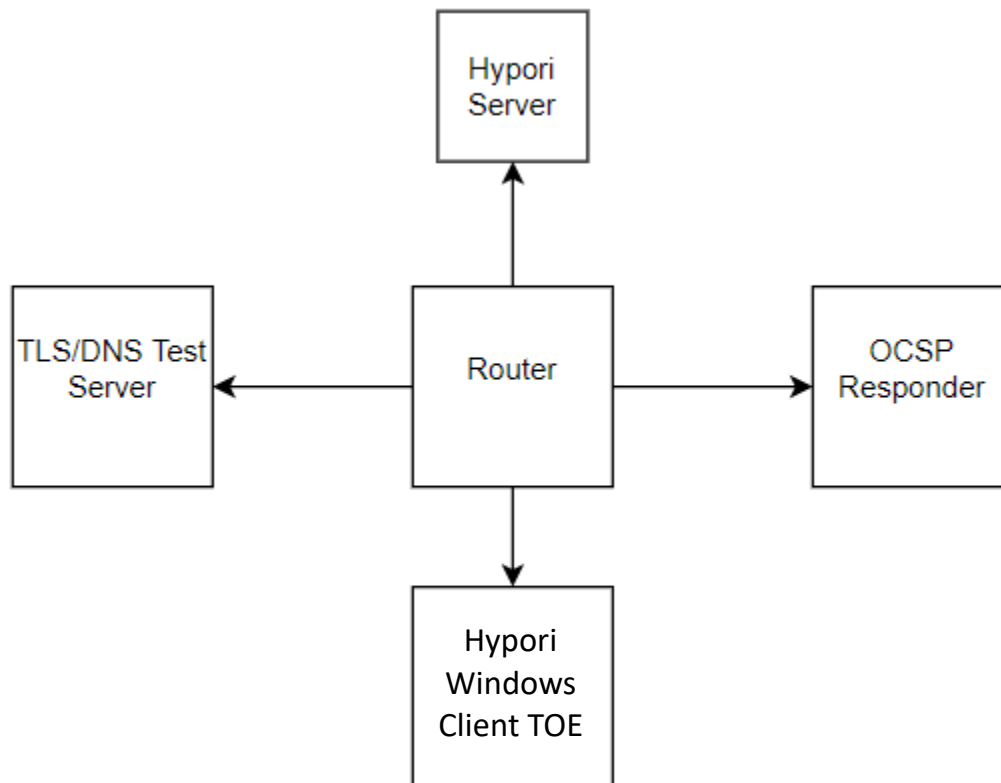 Hypori
Server
TLS/DNS Test
Server
Router
OCSP
Responder
Hypori
Windows
Client TOE